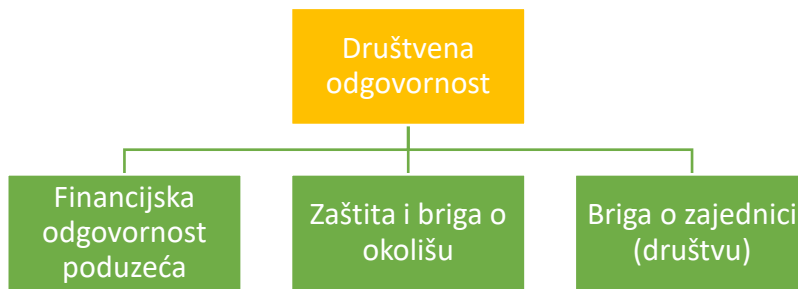 Društvena
odgovornost
Financijska
odgovornost
poduzeća
Zaštita i briga o
okolišu
Briga o zajednici
(društvu)